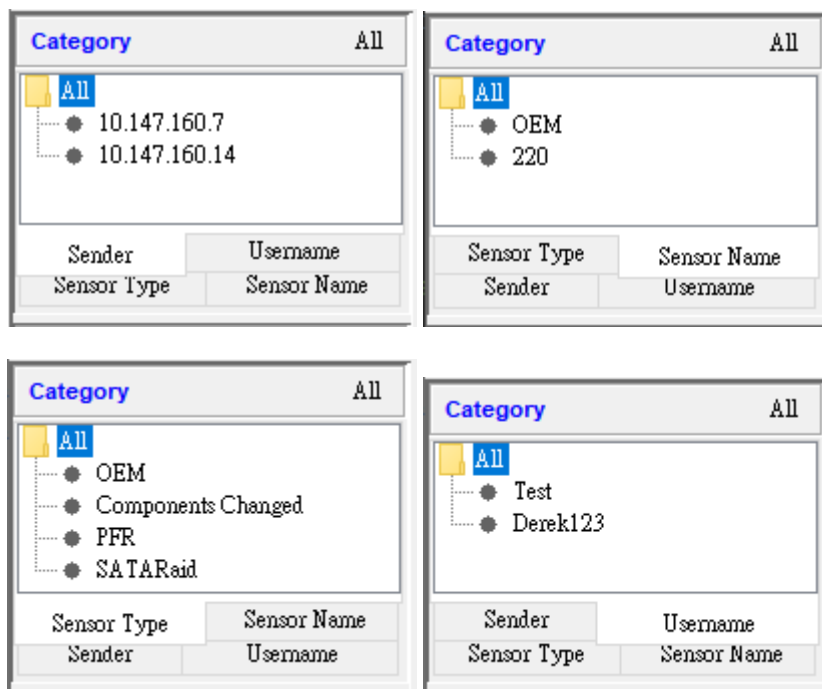 Category All
All
10.147.160.7
10.147.160.14
Sender Username
Sensor Type Sensor Name
Category All
All
OEM
220
Sensor Type Sensor Name
Sender Username
Category All
All
OEM
Components Changed
PFR
SATARaid
Sensor Type Sensor Name
Sender Username
Category All
All
Test
Derek123
Sender Username
Sensor Type Sensor Name